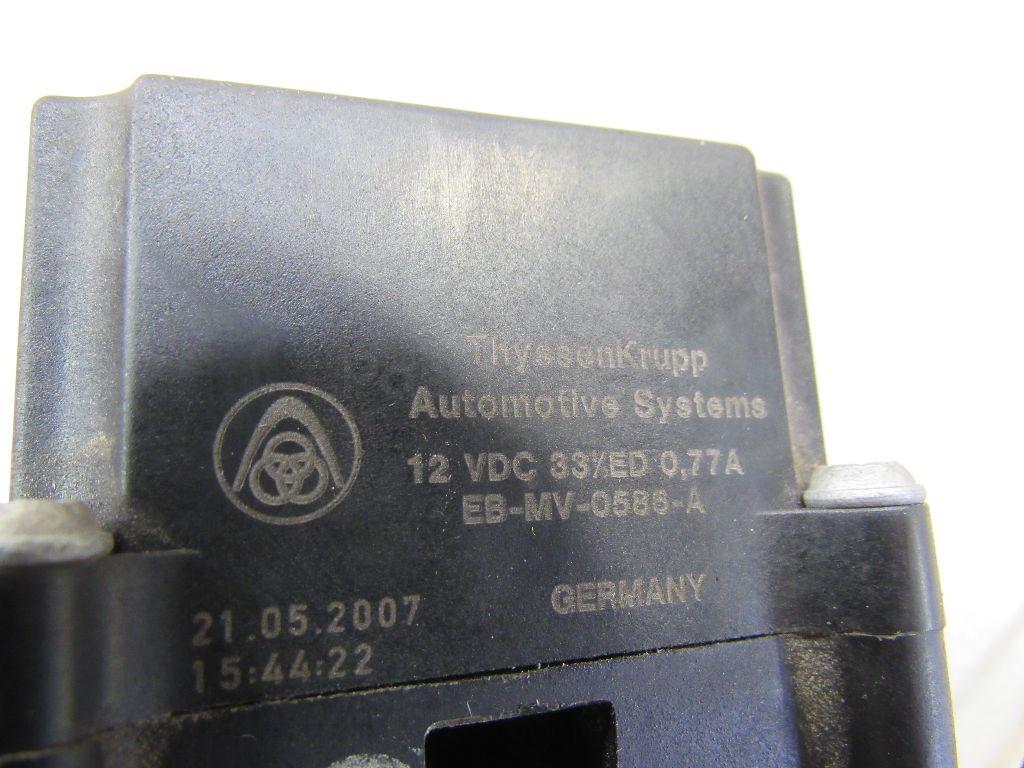 ThyssenKrupp
Automotive Systems
12 VDC 33%ED 0,77A
EB-MV-0586-A
GERMANY
21.05.2007
15:44:22